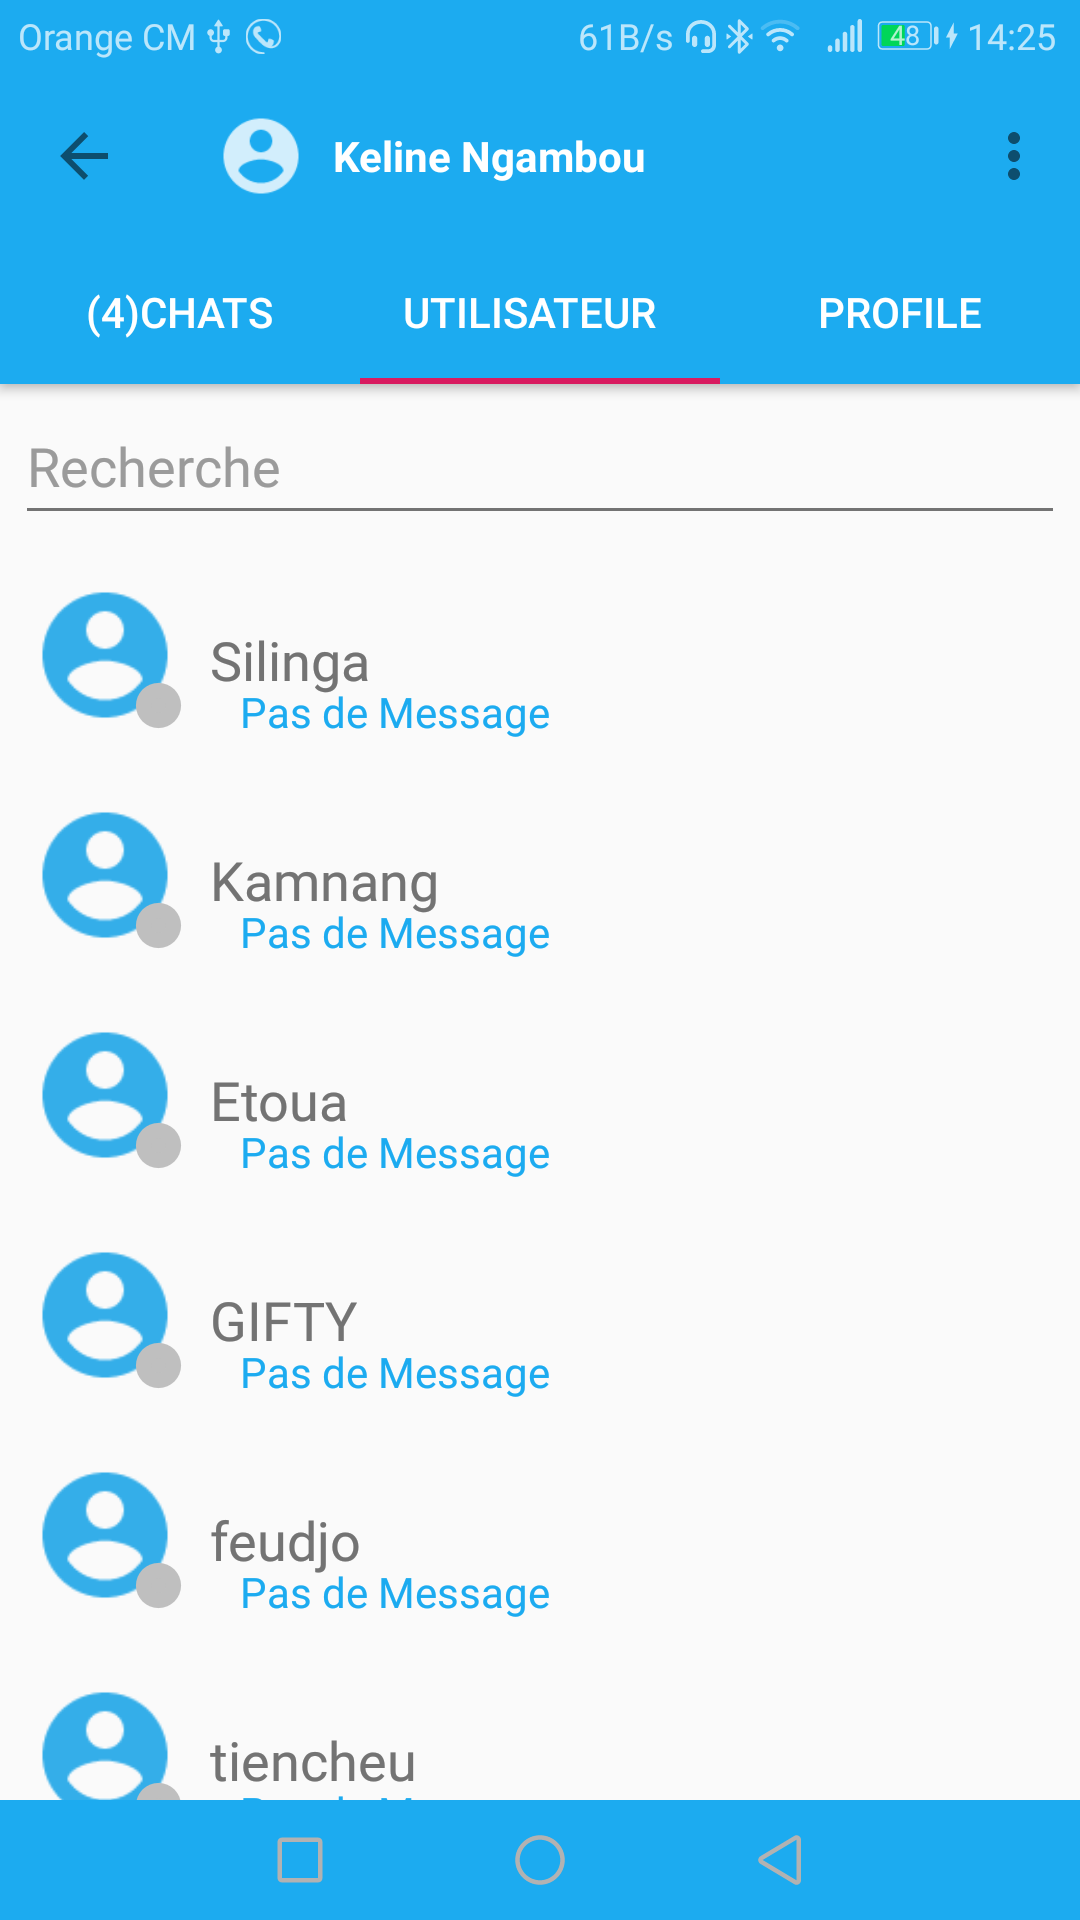 Orange CM 61B/s 48 14:25
Keline Ngambou
(4)CHATS UTILISATEUR PROFILE
Recherche
Silinga
Pas de Message
Kamnang
Pas de Message
Etoua
Pas de Message
GIFTY
Pas de Message
feudjo
Pas de Message
tiencheu